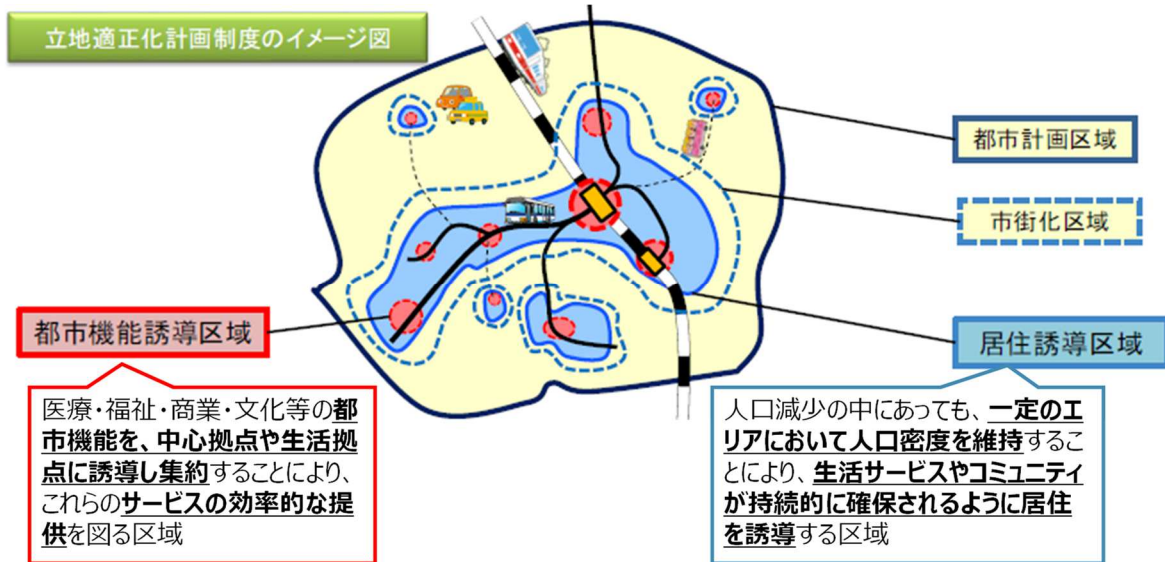 立地適正化計画制度のイメージ図
都市計画区域
市街化区域
都市機能誘導区域
居住誘導区域
医療・福祉・商業・文化等の都
市機能を、中心拠点や生活拠
点に誘導し集約することにより、
これらのサービスの効率的な提
供を図る区域
人口減少の中にあっても、一定のエ
リアにおいて人口密度を維持するこ
とにより、生活サービスやコミュニティ
が持続的に確保されるように居住
を誘導する区域